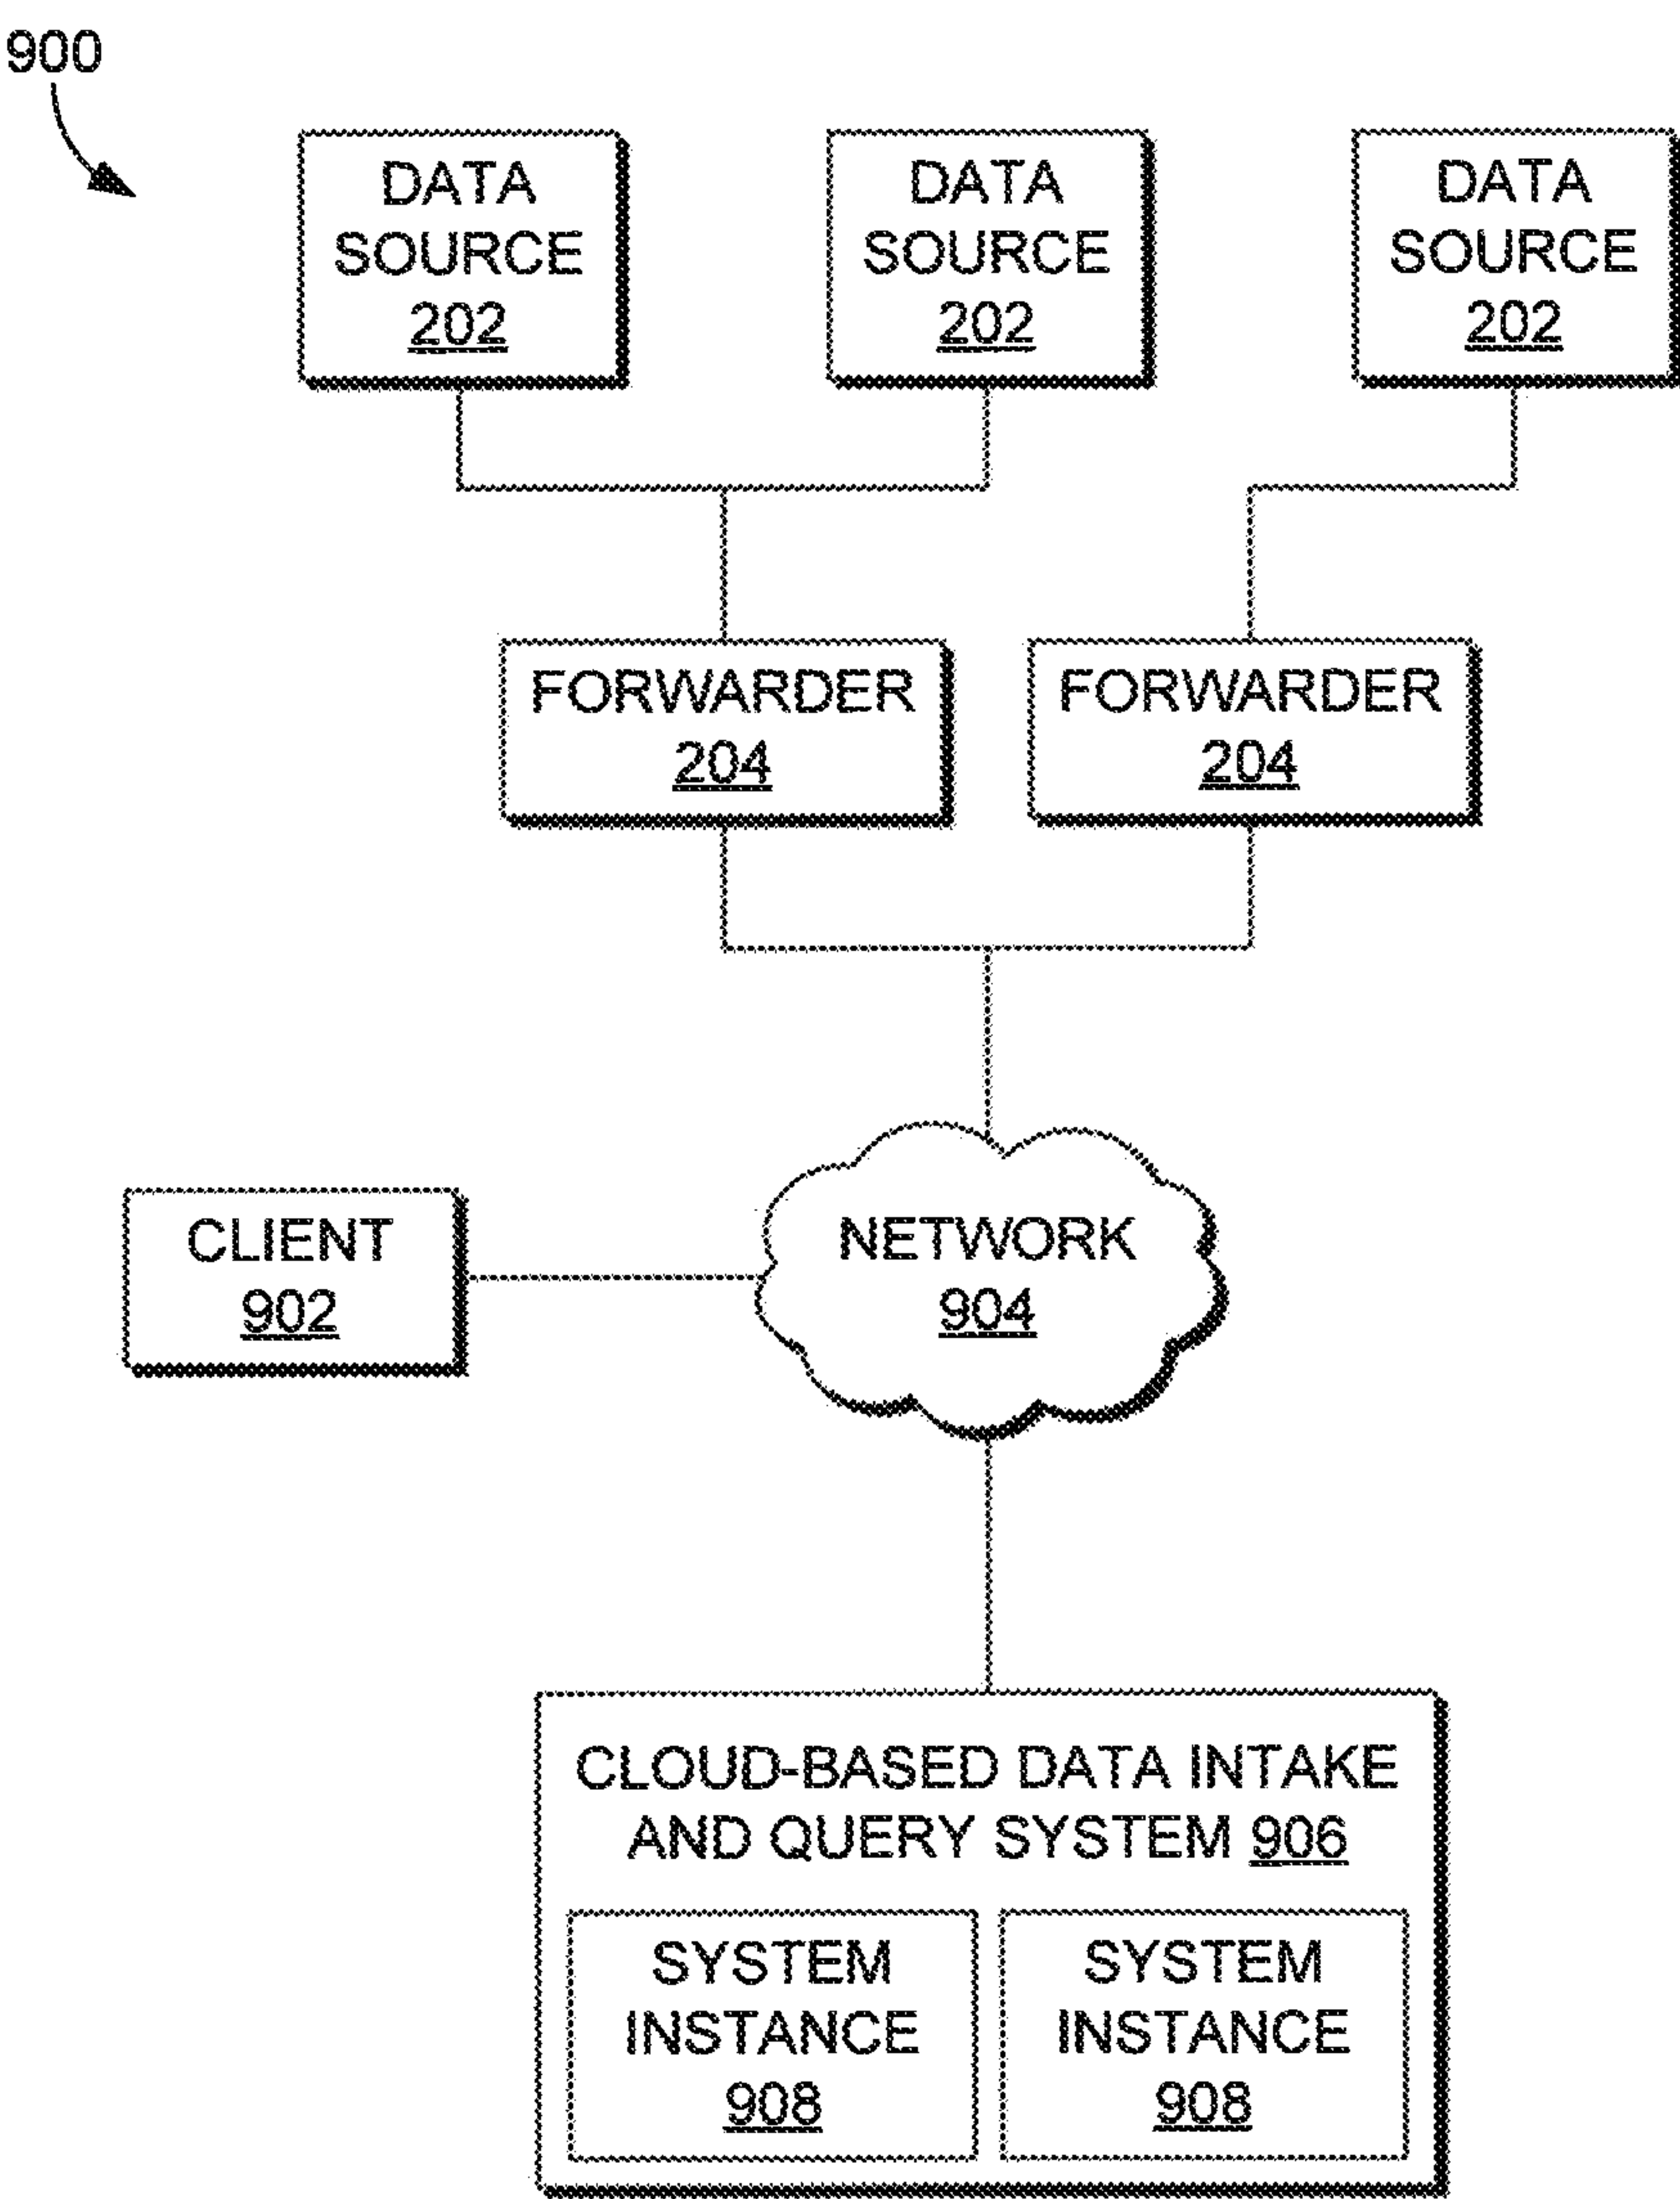 900
DATA
SOURCE
202
DATA
SOURCE
202
DATA
SOURCE
202
FORWARDER
204
FORWARDER
204
CLIENT
902
NETWORK
904
CLOUD-BASED DATA INTAKE
AND QUERY SYSTEM 906
SYSTEM
INSTANCE
908
SYSTEM
INSTANCE
908